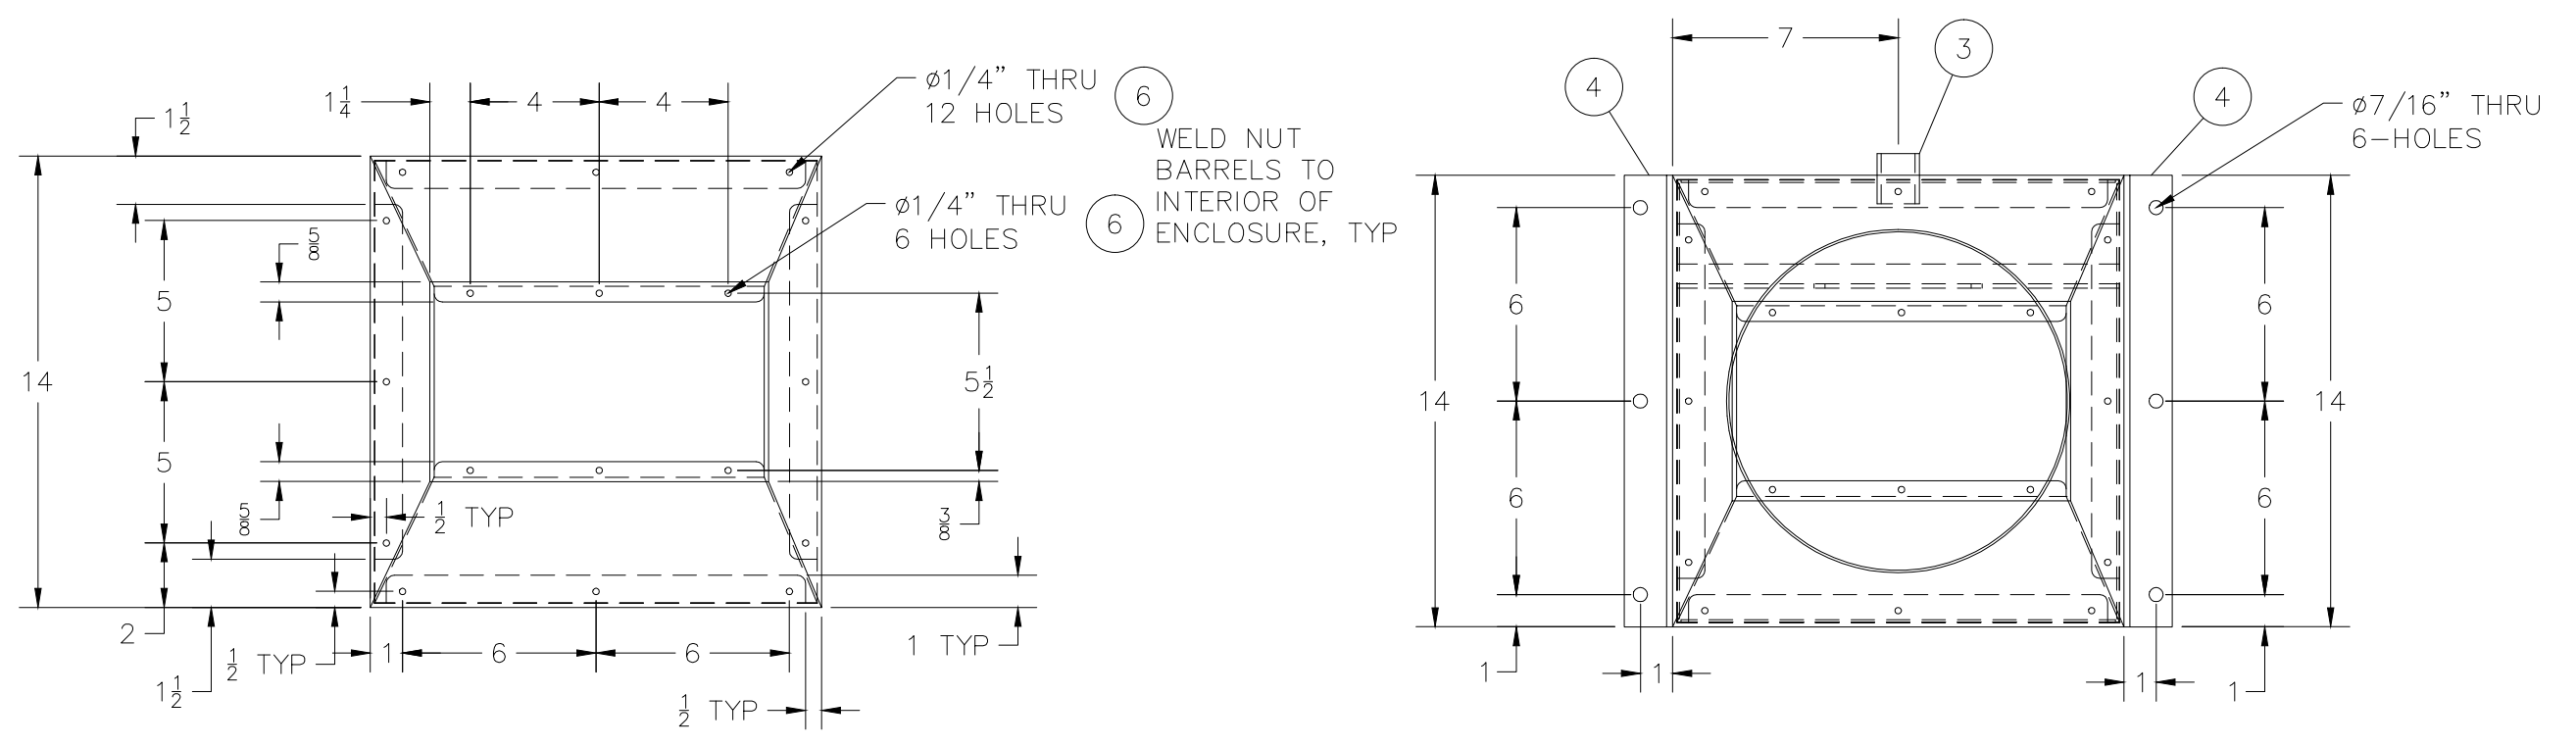 ø1/4” THRU
12 HOLES
6
WELD NUT
BARRELS TO
INTERIOR OF
ENCLOSURE, TYP
ø1/4” THRU
6 HOLES
6
1 1/4
4
4
1 1/2
5/8
14
5
5
2
5/8
1/2 TYP
1 1/2
1/2 TYP
1
6
6
1/2 TYP
1 TYP
5 1/2
3/8
7
3
4
4
ø7/16” THRU
6-HOLES
14
6
6
1
1
6
6
14
1
1